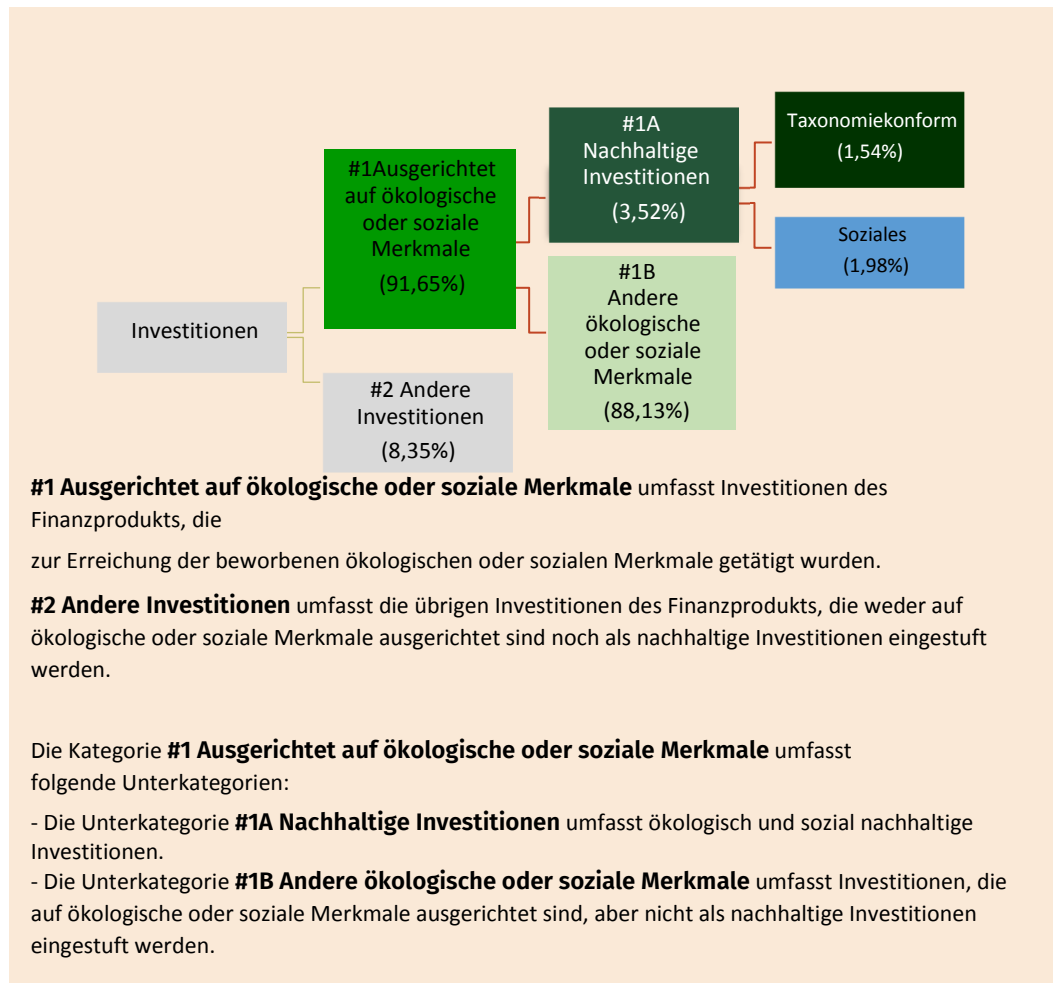 Investitionen
#1Ausgerichtet
auf ökologische
oder soziale
Merkmale
(91,65%)
#2 Andere
Investitionen
(8,35%)
#1A
Nachhaltige
Investitionen
(3,52%)
#1B
Andere
ökologische
oder soziale
Merkmale
(88,13%)
Taxonomiekonform
(1,54%)
Soziales
(1,98%)
#1 Ausgerichtet auf ökologische oder soziale Merkmale umfasst Investitionen des
Finanzprodukts, die
zur Erreichung der beworbenen ökologischen oder sozialen Merkmale getätigt wurden.
#2 Andere Investitionen umfasst die übrigen Investitionen des Finanzprodukts, die weder auf
ökologische oder soziale Merkmale ausgerichtet sind noch als nachhaltige Investitionen eingestuft
werden.
Die Kategorie #1 Ausgerichtet auf ökologische oder soziale Merkmale umfasst
folgende Unterkategorien:
- Die Unterkategorie #1A Nachhaltige Investitionen umfasst ökologisch und sozial nachhaltige
Investitionen.
- Die Unterkategorie #1B Andere ökologische oder soziale Merkmale umfasst Investitionen, die
auf ökologische oder soziale Merkmale ausgerichtet sind, aber nicht als nachhaltige Investitionen
eingestuft werden.